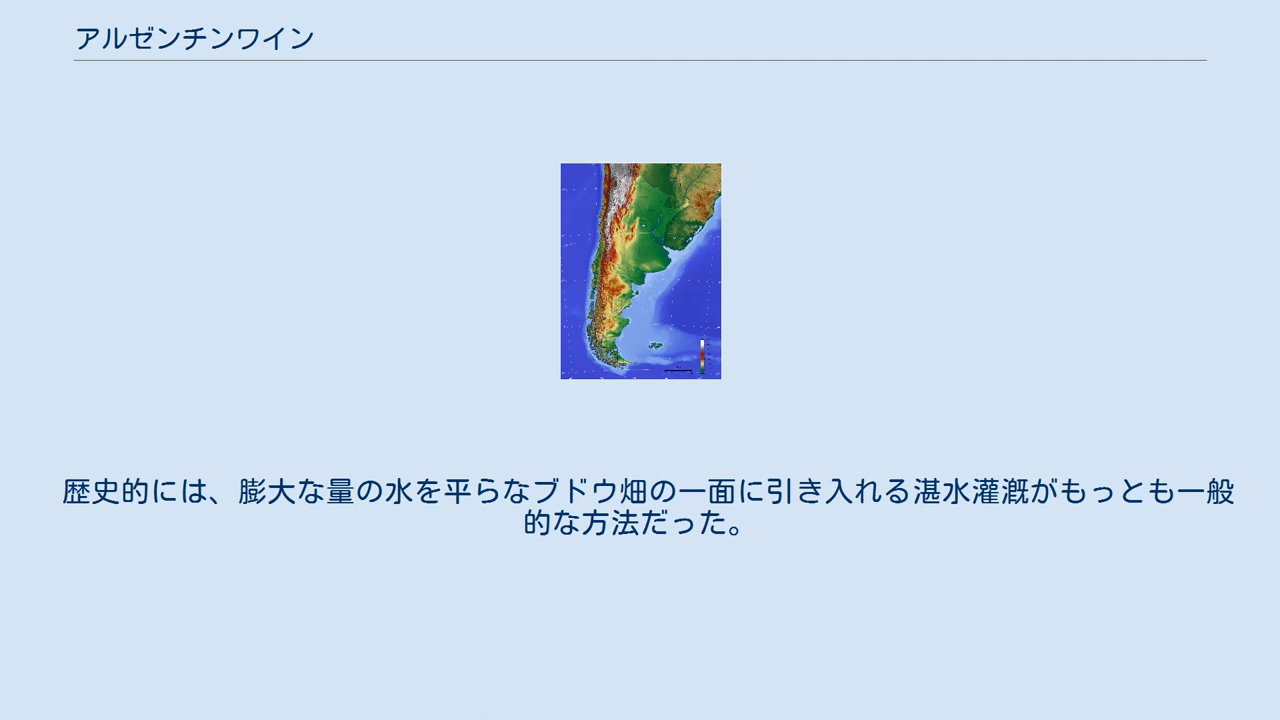 アルゼンチンワイン
歴史的には、膨大な量の水を平らなブドウ畑の一面に引き入れる湛水灌漑がもっとも一般
的な方法だった。